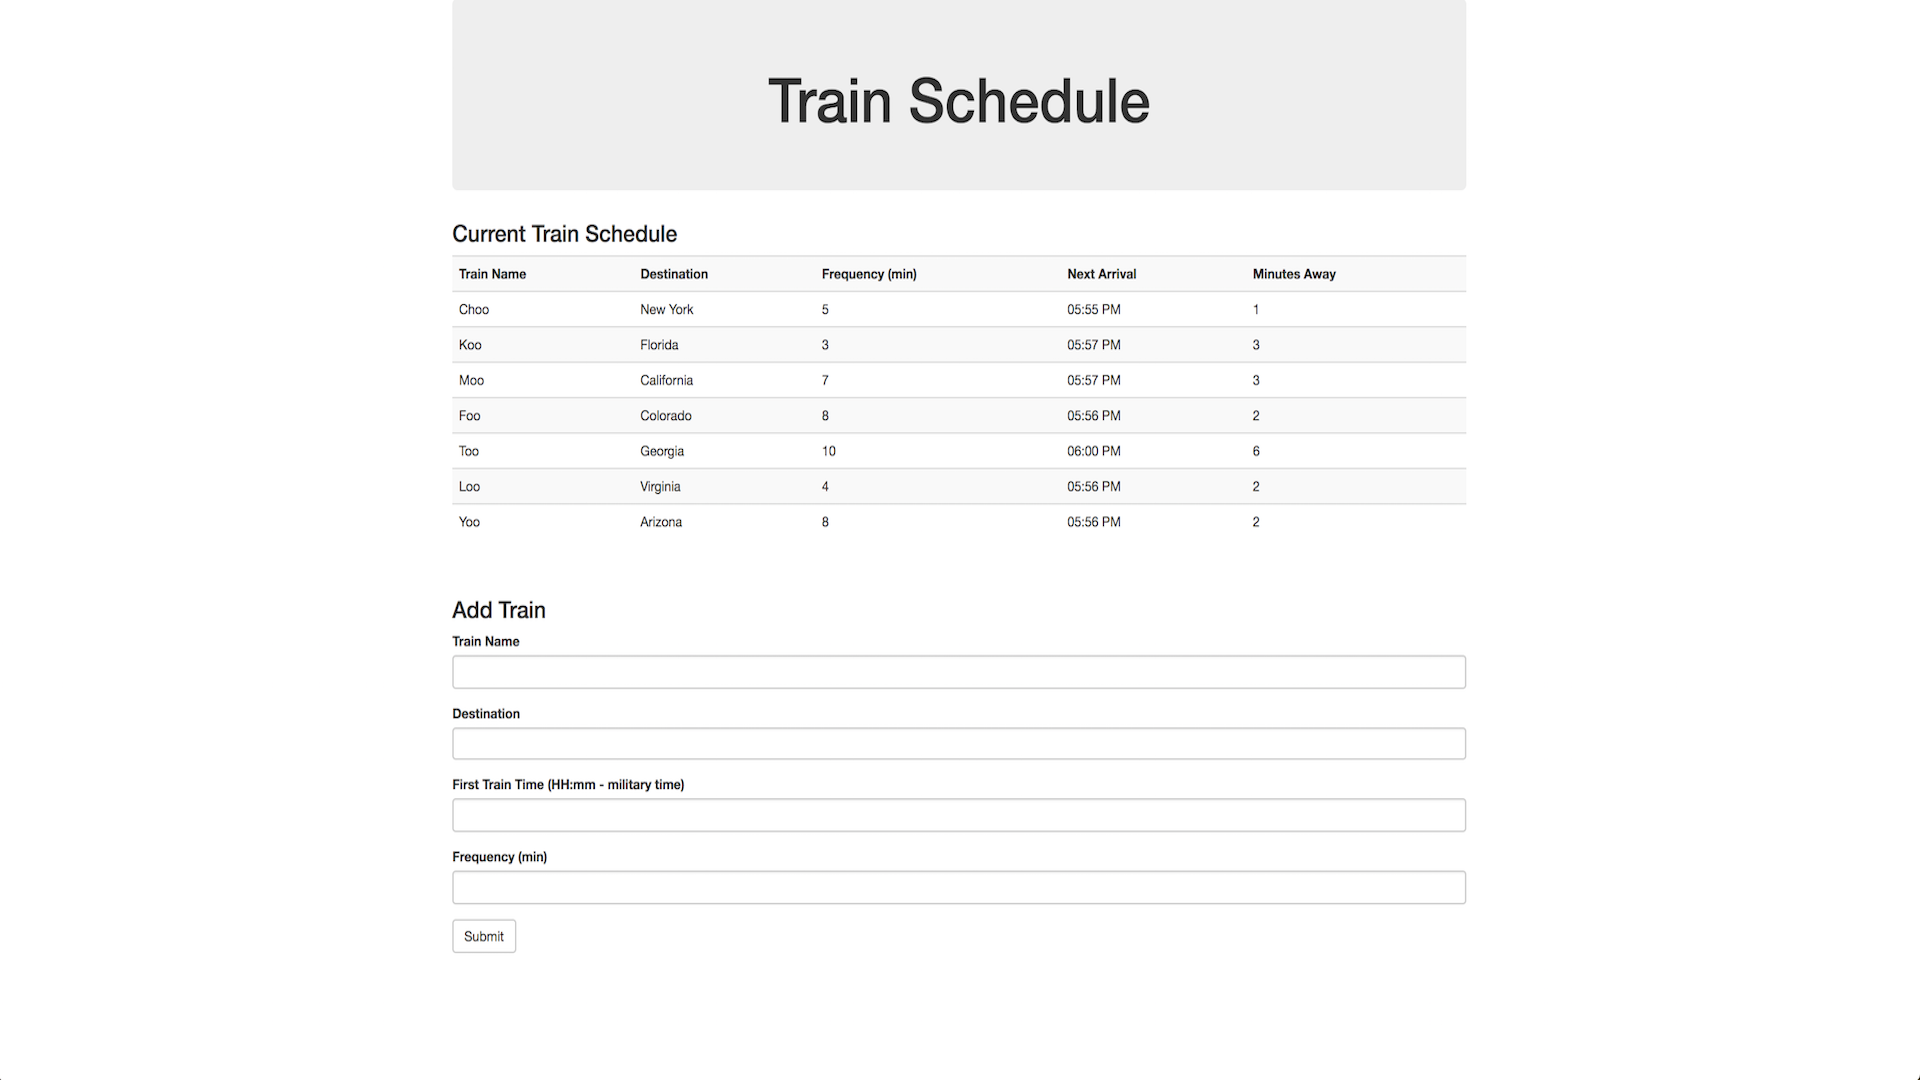 Train Schedule
Current Train Schedule
Train Name Destination Frequency (min) Next Arrival Minutes Away
Choo New York 5 05:55 PM 1
Koo Florida 3 05:57 PM 3
Moo California 7 05:57 PM 3
Foo Colorado 8 05:56 PM 2
Too Georgia 10 06:00 PM 6
Loo Virginia 4 05:56 PM 2
Yoo Arizona 8 05:56 PM 2
Add Train
Train Name
Destination
First Train Time (HH:mm - military time)
Frequency (min)
Submit